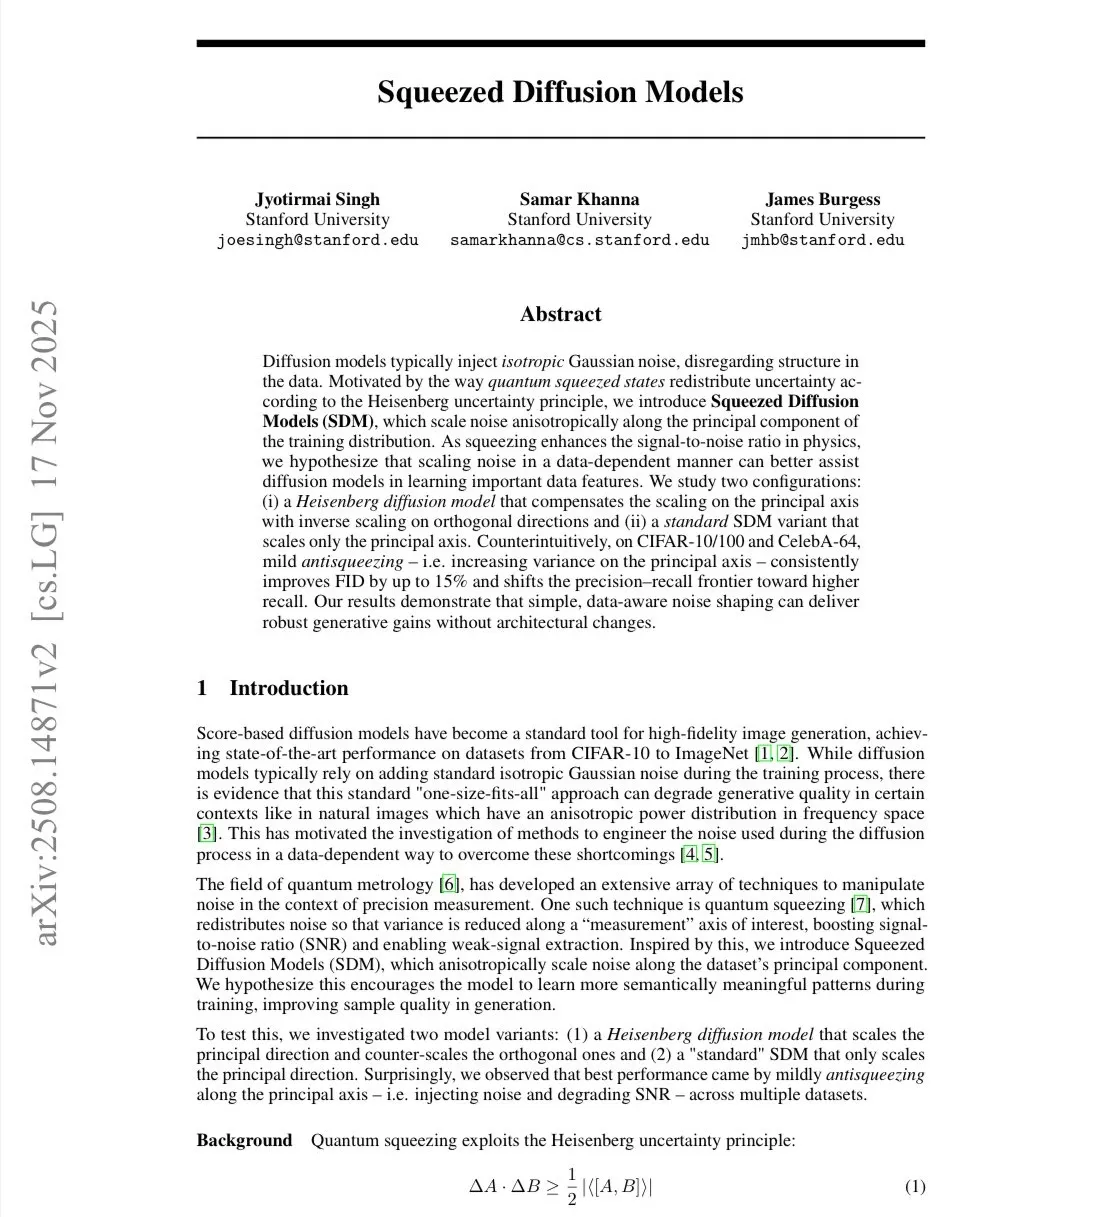 Squeezed Diffusion Models
Jyotirmai Singh
Stanford University
joesingh@stanford.edu
Samar Khanna
Stanford University
samarkhanna@cs.stanford.edu
James Burgess
Stanford University
jmhb@stanford.edu
arXiv:2508.14871v2 [cs.LG] 17 Nov 2025
Abstract
Diffusion models typically inject isotropic Gaussian noise, disregarding structure in
the data. Motivated by the way quantum squeezed states redistribute uncertainty ac-
cording to the Heisenberg uncertainty principle, we introduce Squeezed Diffusion
Models (SDM), which scale noise anisotropically along the principal component of
the training distribution. As squeezing enhances the signal-to-noise ratio in physics,
we hypothesize that scaling noise in a data-dependent manner can better assist
diffusion models in learning important data features. We study two configurations:
(i) a Heisenberg diffusion model that compensates the scaling on the principal axis
with inverse scaling on orthogonal directions and (ii) a standard SDM variant that
scales only the principal axis. Counterintuitively, on CIFAR-10/100 and CelebA-64,
mild antisqueezing – i.e. increasing variance on the principal axis – consistently
improves FID by up to 15% and shifts the precision–recall frontier toward higher
recall. Our results demonstrate that simple, data-aware noise shaping can deliver
robust generative gains without architectural changes.
1 Introduction
Score-based diffusion models have become a standard tool for high-fidelity image generation, achiev-
ing state-of-the-art performance on datasets from CIFAR-10 to ImageNet [1, 2]. While diffusion
models typically rely on adding standard isotropic Gaussian noise during the training process, there
is evidence that this standard "one-size-fits-all" approach can degrade generative quality in certain
contexts like in natural images which have an anisotropic power distribution in frequency space
[3]. This has motivated the investigation of methods to engineer the noise used during the diffusion
process in a data-dependent way to overcome these shortcomings [4, 5].
The field of quantum metrology [6], has developed an extensive array of techniques to manipulate
noise in the context of precision measurement. One such technique is quantum squeezing [7], which
redistributes noise so that variance is reduced along a “measurement” axis of interest, boosting signal-
to-noise ratio (SNR) and enabling weak-signal extraction. Inspired by this, we introduce Squeezed
Diffusion Models (SDM), which anisotropically scale noise along the dataset's principal component.
We hypothesize this encourages the model to learn more semantically meaningful patterns during
training, improving sample quality in generation.
To test this, we investigated two model variants: (1) a Heisenberg diffusion model that scales the
principal direction and counter-scales the orthogonal ones and (2) a "standard" SDM that only scales
the principal direction. Surprisingly, we observed that best performance came by mildly antisqueezing
along the principal axis – i.e. injecting noise and degrading SNR – across multiple datasets.
Background Quantum squeezing exploits the Heisenberg uncertainty principle:
ΔA · ΔB ≥ 1/2 |⟨[A, B]⟩| (1)